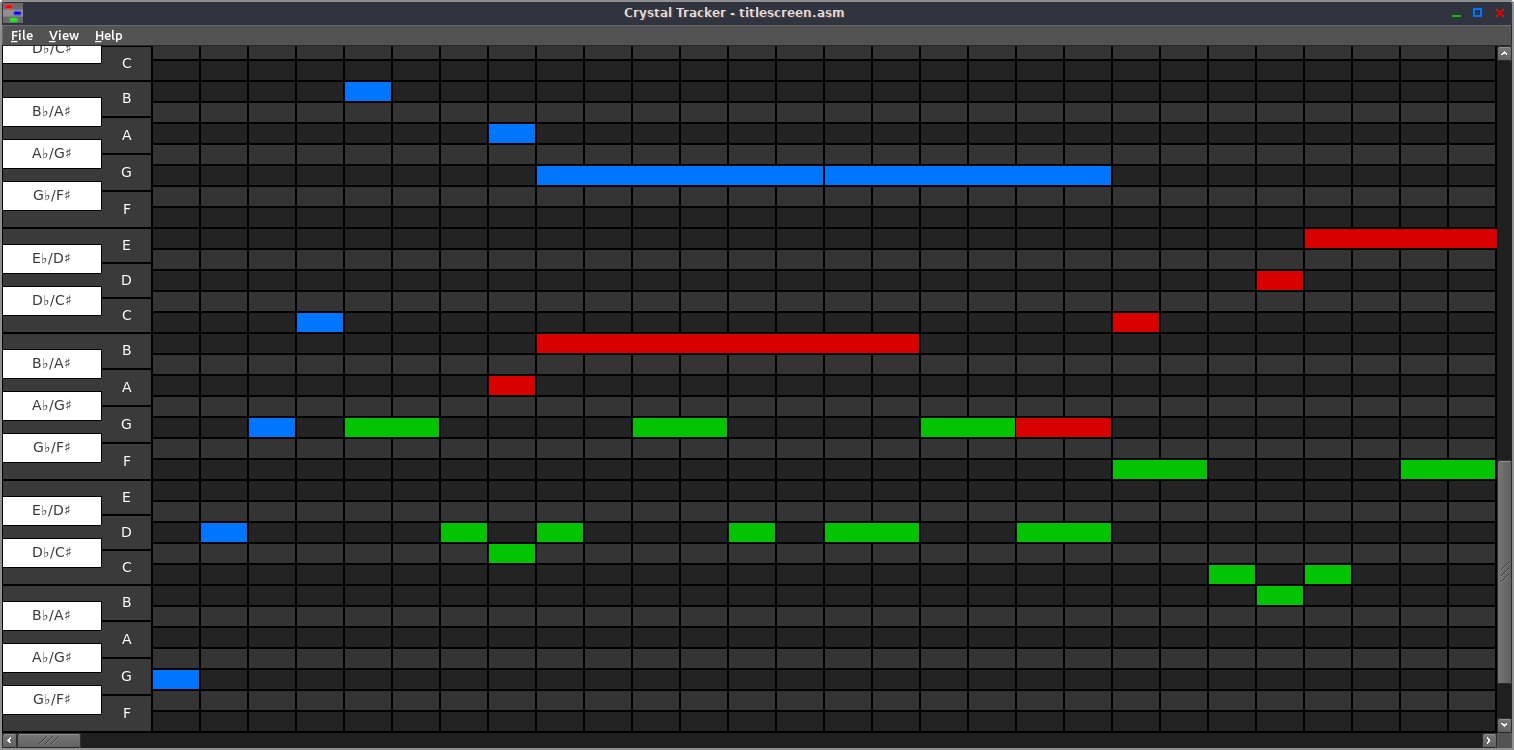 Crystal Tracker - titlescreen.asm
File View Help
D♭/C♯
C
B
B♭/A♯
A
A♭/G♯
G
G♭/F♯
F
E
E♭/D♯
D
D♭/C♯
C
B
B♭/A♯
A
A♭/G♯
G
G♭/F♯
F
E
E♭/D♯
D
D♭/C♯
C
B
B♭/A♯
A
A♭/G♯
G
G♭/F♯
F